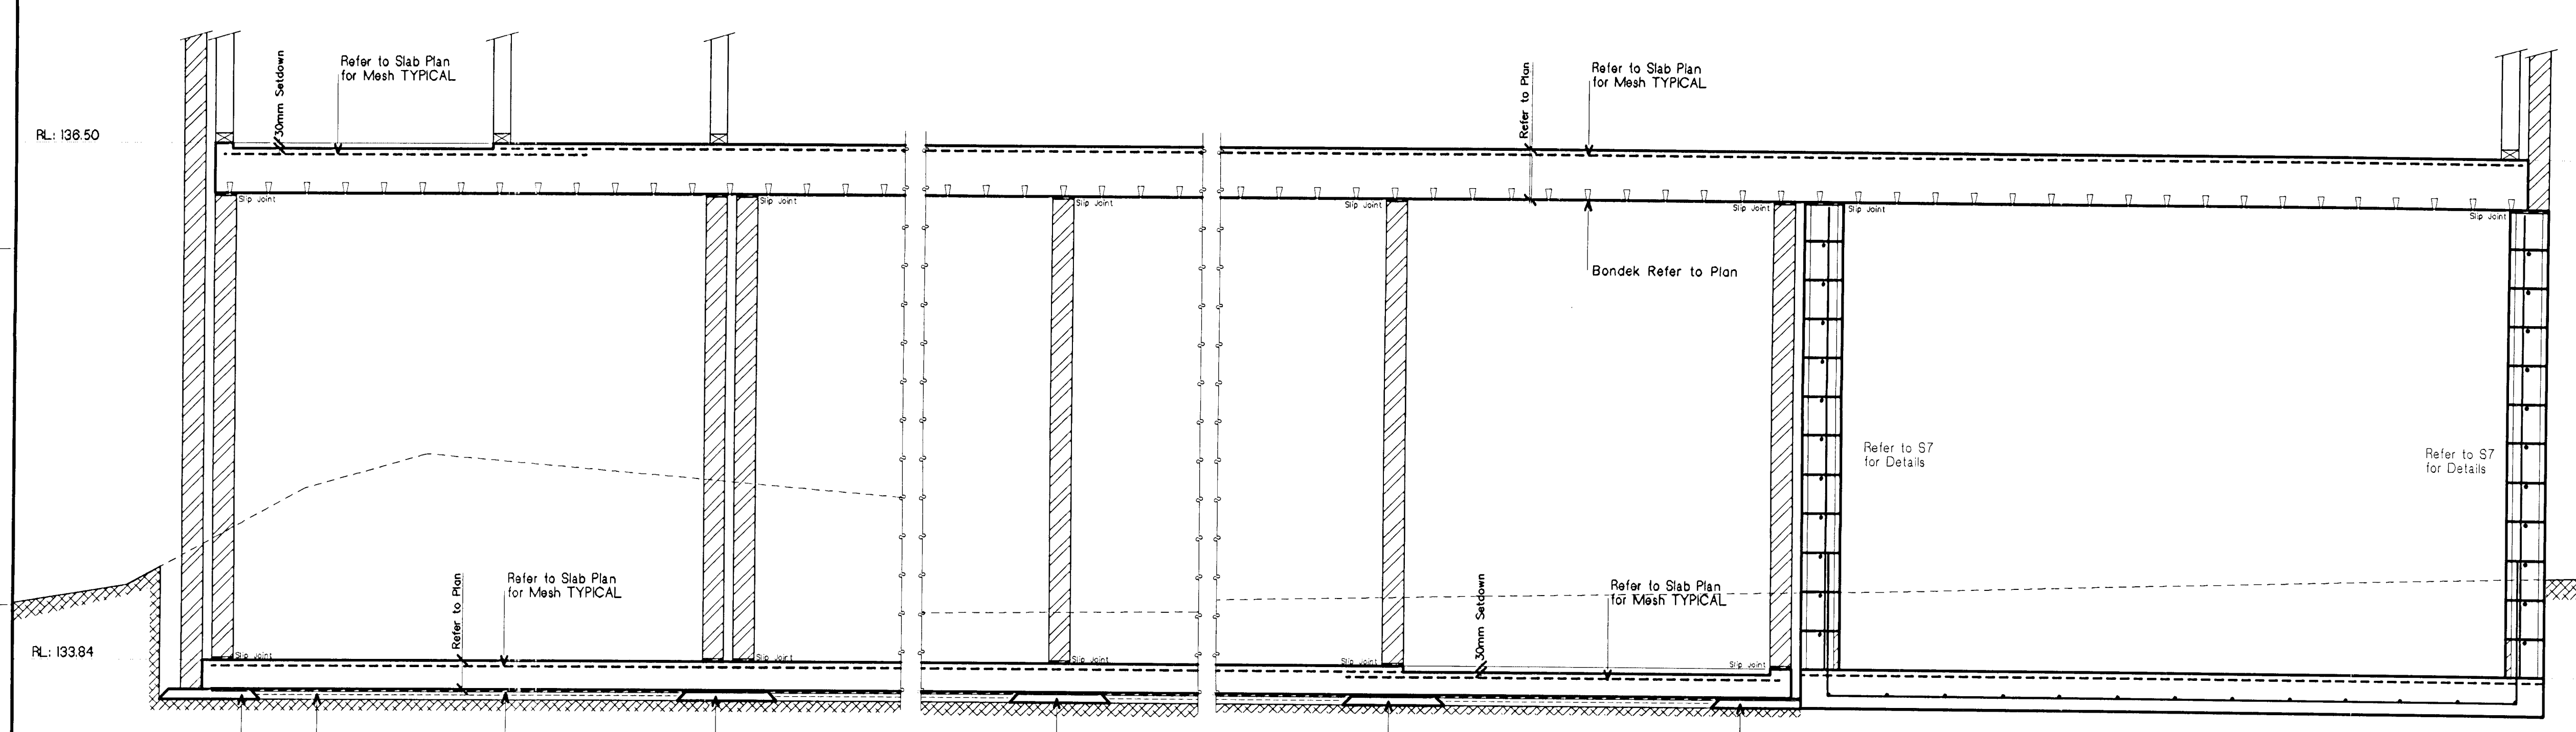 30mm Setdown
Refer to Slab Plan
for Mesh TYPICAL
Refer to Plan
Refer to Slab Plan
for Mesh TYPICAL
RL: 136.50
Slip Joint
Slip Joint
Slip Joint
Slip Joint
Slip Joint
Slip Joint
Slip Joint
Bondek Refer to Plan
Refer to S7
for Details
Refer to S7
for Details
Refer to Plan
Refer to Slab Plan
for Mesh TYPICAL
30mm Setdown
Refer to Slab Plan
for Mesh TYPICAL
RL: 133.84
Slip Joint
Slip Joint
Slip Joint
Slip Joint
Slip Joint